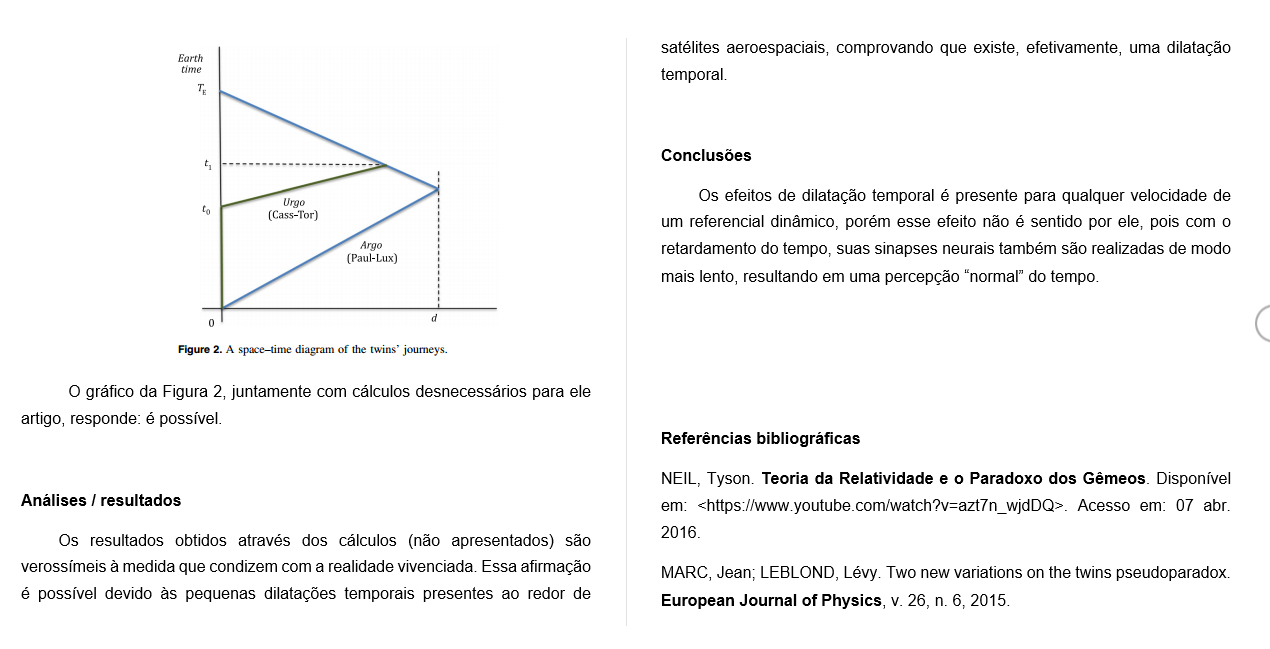 Earth
time
T_E
t_1
t_0
Urgo
(Cass–Tor)
Argo
(Paul-Lux)
0
d
Figure 2. A space–time diagram of the twins’ journeys.
O gráfico da Figura 2, juntamente com cálculos desnecessários para ele
artigo, responde: é possível.
Análises / resultados
Os resultados obtidos através dos cálculos (não apresentados) são
verossímeis à medida que condizem com a realidade vivenciada. Essa afirmação
é possível devido às pequenas dilatações temporais presentes ao redor de
satélites aeroespaciais, comprovando que existe, efetivamente, uma dilatação
temporal.
Conclusões
Os efeitos de dilatação temporal é presente para qualquer velocidade de
um referencial dinâmico, porém esse efeito não é sentido por ele, pois com o
retardamento do tempo, suas sinapses neurais também são realizadas de modo
mais lento, resultando em uma percepção “normal” do tempo.
Referências bibliográficas
NEIL, Tyson. Teoria da Relatividade e o Paradoxo dos Gêmeos. Disponível
em: <https://www.youtube.com/watch?v=azt7n_wjdDQ>. Acesso em: 07 abr.
2016.
MARC, Jean; LEBLOND, Lévy. Two new variations on the twins pseudoparadox.
European Journal of Physics, v. 26, n. 6, 2015.